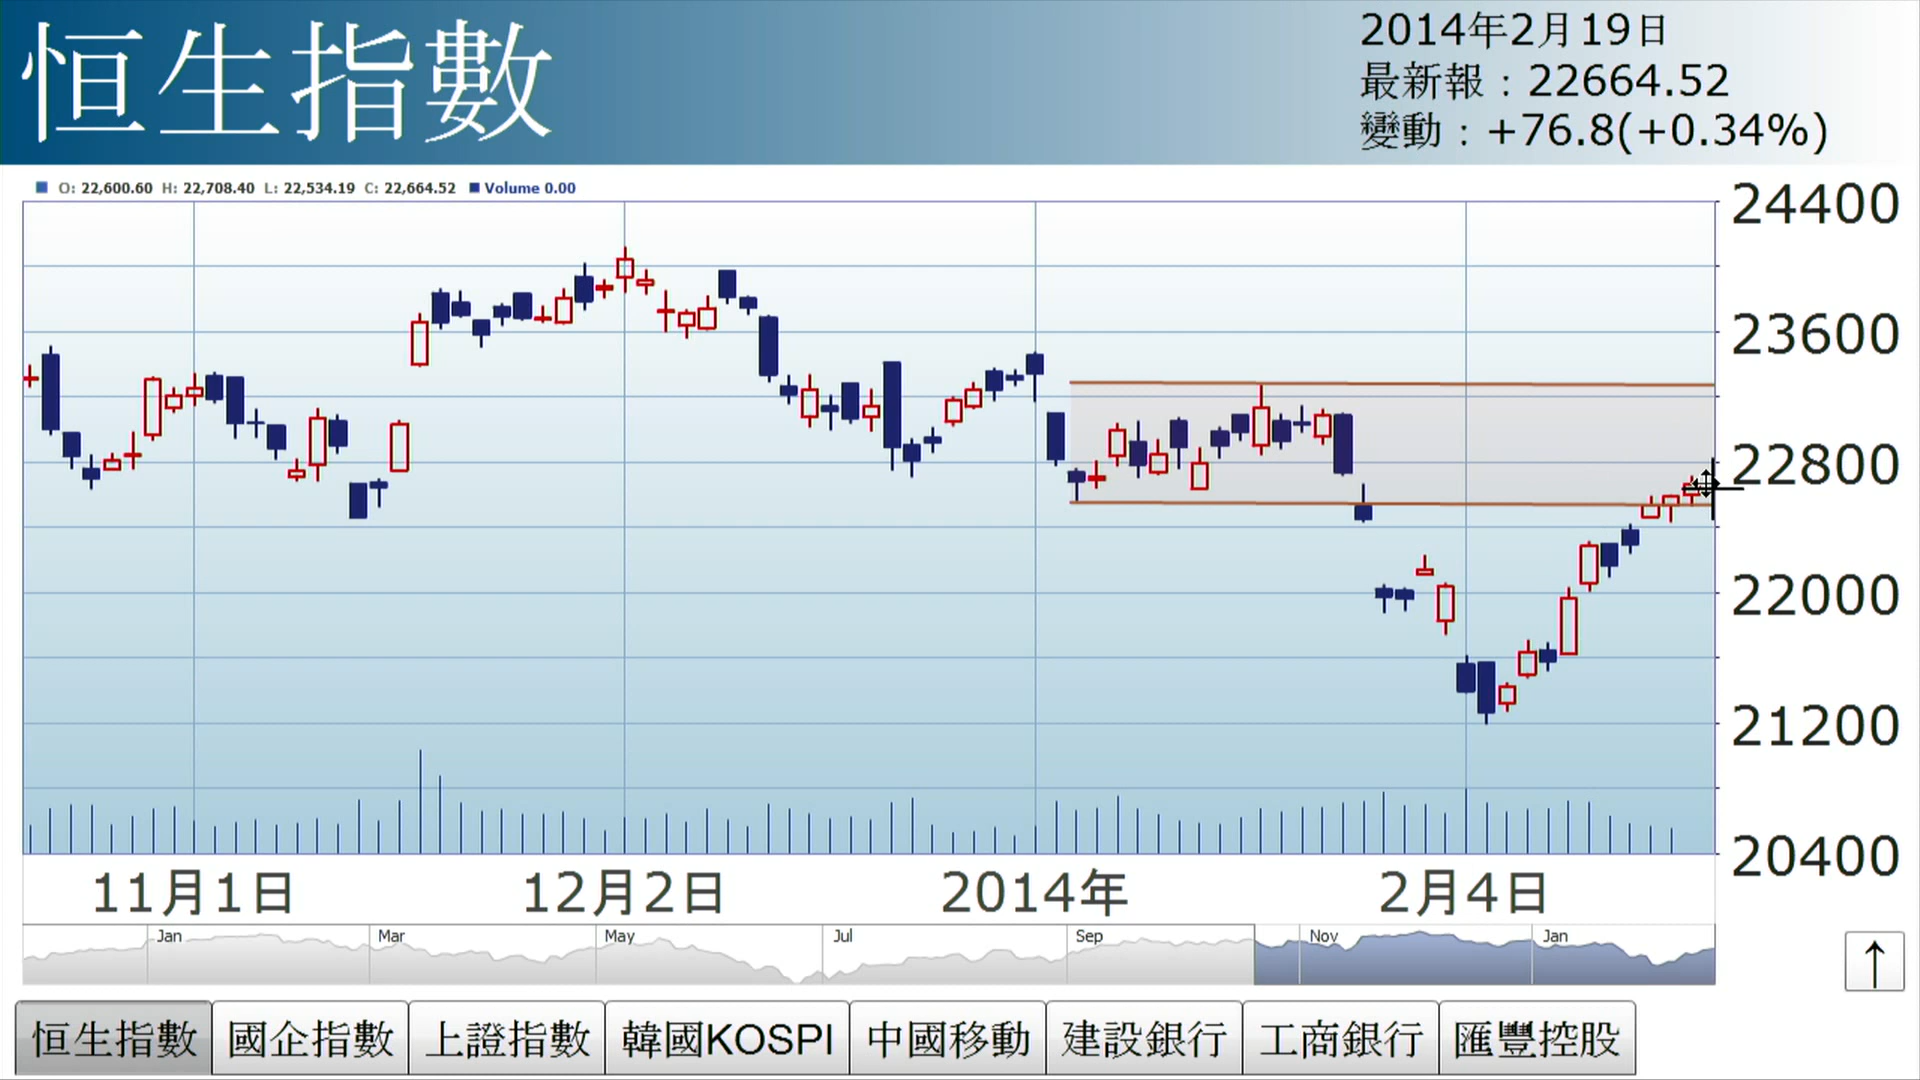 恒生指數
2014年2月19日
最新報：22664.52
變動：+76.8(+0.34%)
O: 22,600.60 H: 22,708.40 L: 22,534.19 C: 22,664.52 Volume 0.00
24400
23600
22800
22000
21200
20400
11月1日 12月2日 2014年 2月4日
Jan Mar May Jul Sep Nov Jan
↑
恒生指數 國企指數 上證指數 韓國KOSPI 中國移動 建設銀行 工商銀行 匯豐控股